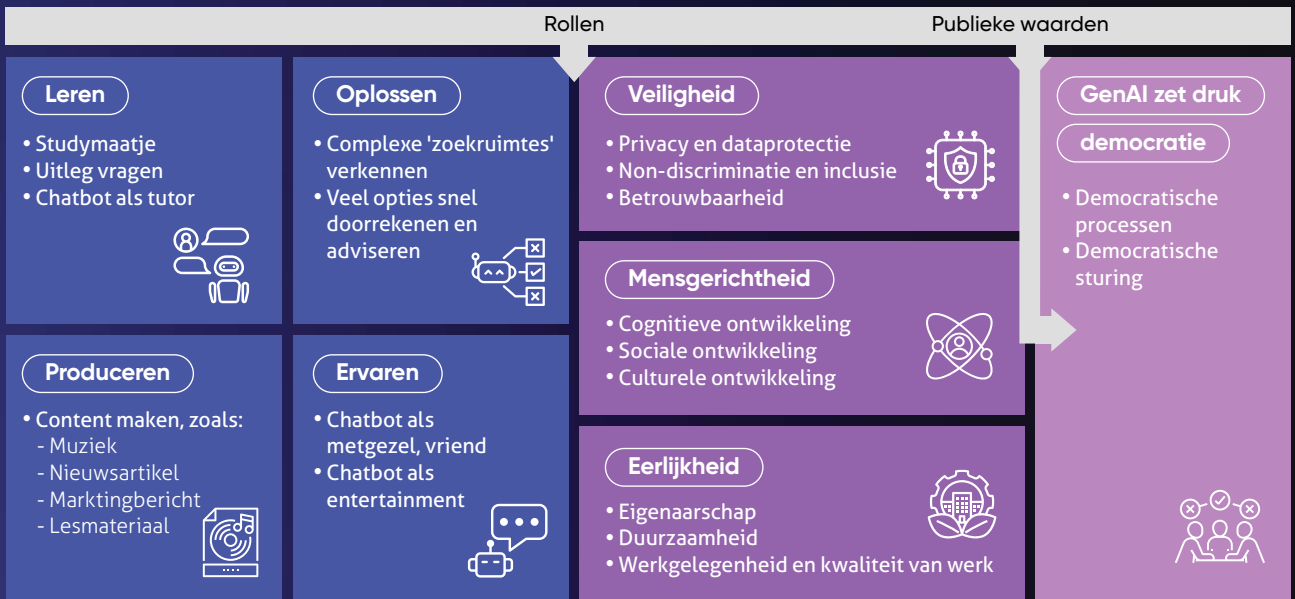 Rollen
Publieke waarden
Leren
• Studymaatje
• Uitleg vragen
• Chatbot als tutor
Oplossen
• Complexe 'zoekruimtes'
verkennen
• Veel opties snel
doorrekenen en
adviseren
Produceren
• Content maken, zoals:
- Muziek
- Nieuwsartikel
- Marktingbericht
- Lesmateriaal
Ervaren
• Chatbot als
metgezel, vriend
• Chatbot als
entertainment
Veiligheid
• Privacy en dataprotectie
• Non-discriminatie en inclusie
• Betrouwbaarheid
Mensgerichtheid
• Cognitieve ontwikkeling
• Sociale ontwikkeling
• Culturele ontwikkeling
Eerlijkheid
• Eigenaarschap
• Duurzaamheid
• Werkgelegenheid en kwaliteit van werk
GenAI zet druk
democratie
• Democratische
processen
• Democratische
sturing